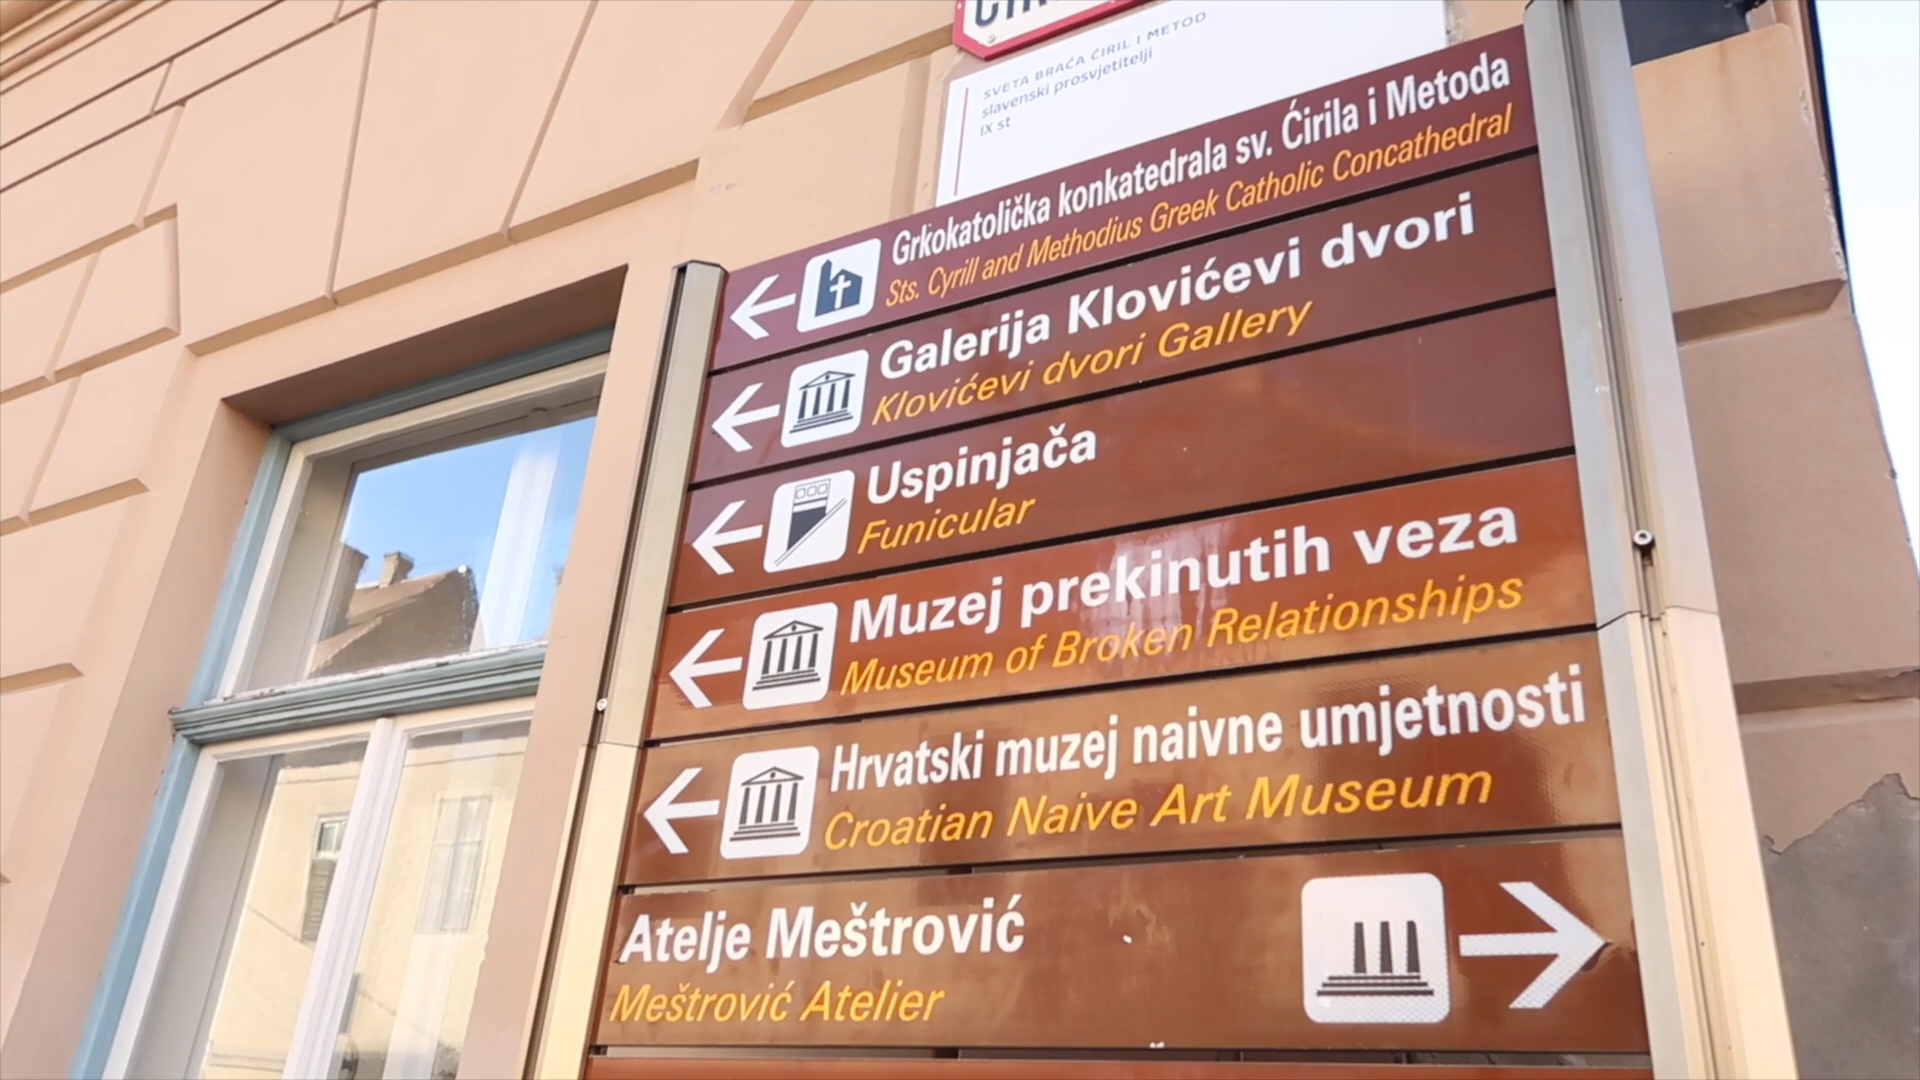 SVETA BRAĆA ĆIRIL I METOD
slavenski prosvjetitelji
IX st
Grkokatolička konkatedrala sv. Ćirila i Metoda
Sts. Cyrill and Methodius Greek Catholic Concathedral
Galerija Klovićevi dvori
Klovićevi dvori Gallery
Uspinjača
Funicular
Muzej prekinutih veza
Museum of Broken Relationships
Hrvatski muzej naivne umjetnosti
Croatian Naive Art Museum
Atelje Meštrović
Meštrović Atelier